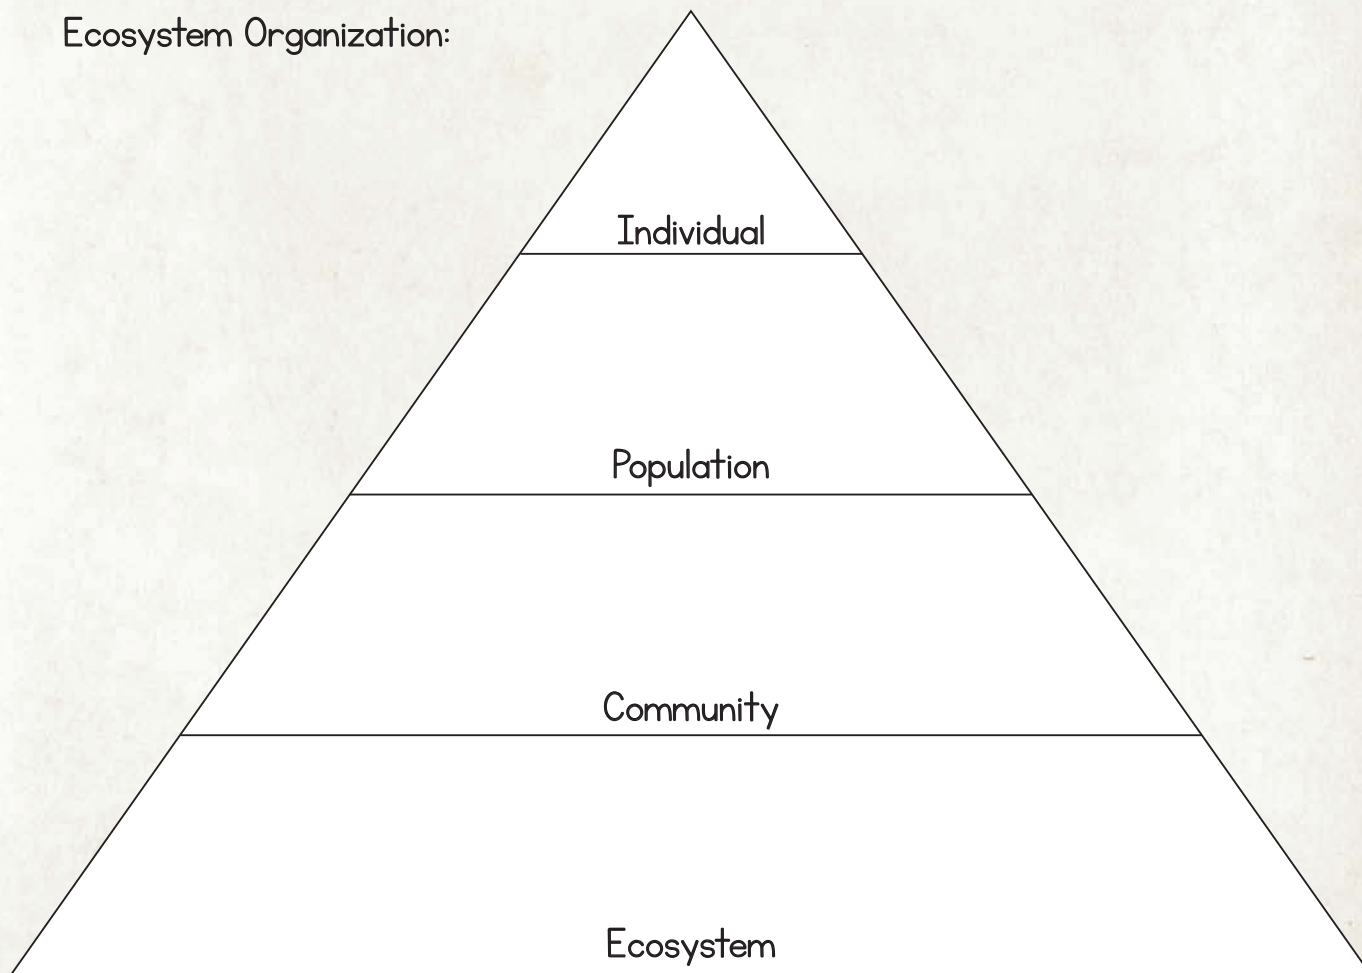 Ecosystem Organization:
Individual
Population
Community
Ecosystem